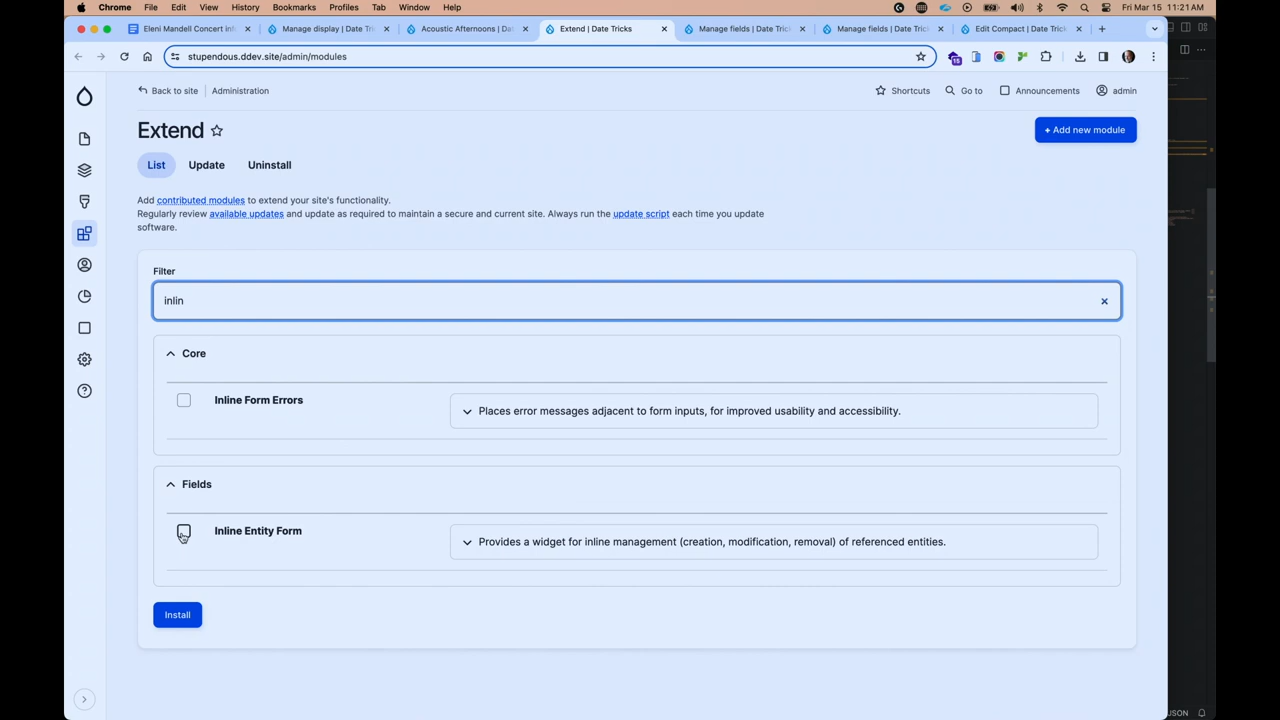 Chrome File Edit View History Bookmarks Profiles Tab Window Help Fri Mar 15 11:21 AM
Eleni Mandell Concert inf Manage display | Date Tri Acoustic Afternoons | D Extend | Date Tricks Manage fields | Date Trick Manage fields | Date Trick Edit Compact | Date Trick
stupendous.ddev.site/admin/modules
15
Back to site Administration Shortcuts Go to Announcements admin
Extend
+ Add new module
List Update Uninstall
Add contributed modules to extend your site's functionality.
Regularly review available updates and update as required to maintain a secure and current site. Always run the update script each time you update
software.
Filter
inlin
Core
Inline Form Errors Places error messages adjacent to form inputs, for improved usability and accessibility.
Fields
Inline Entity Form Provides a widget for inline management (creation, modification, removal) of referenced entities.
Install
JSON